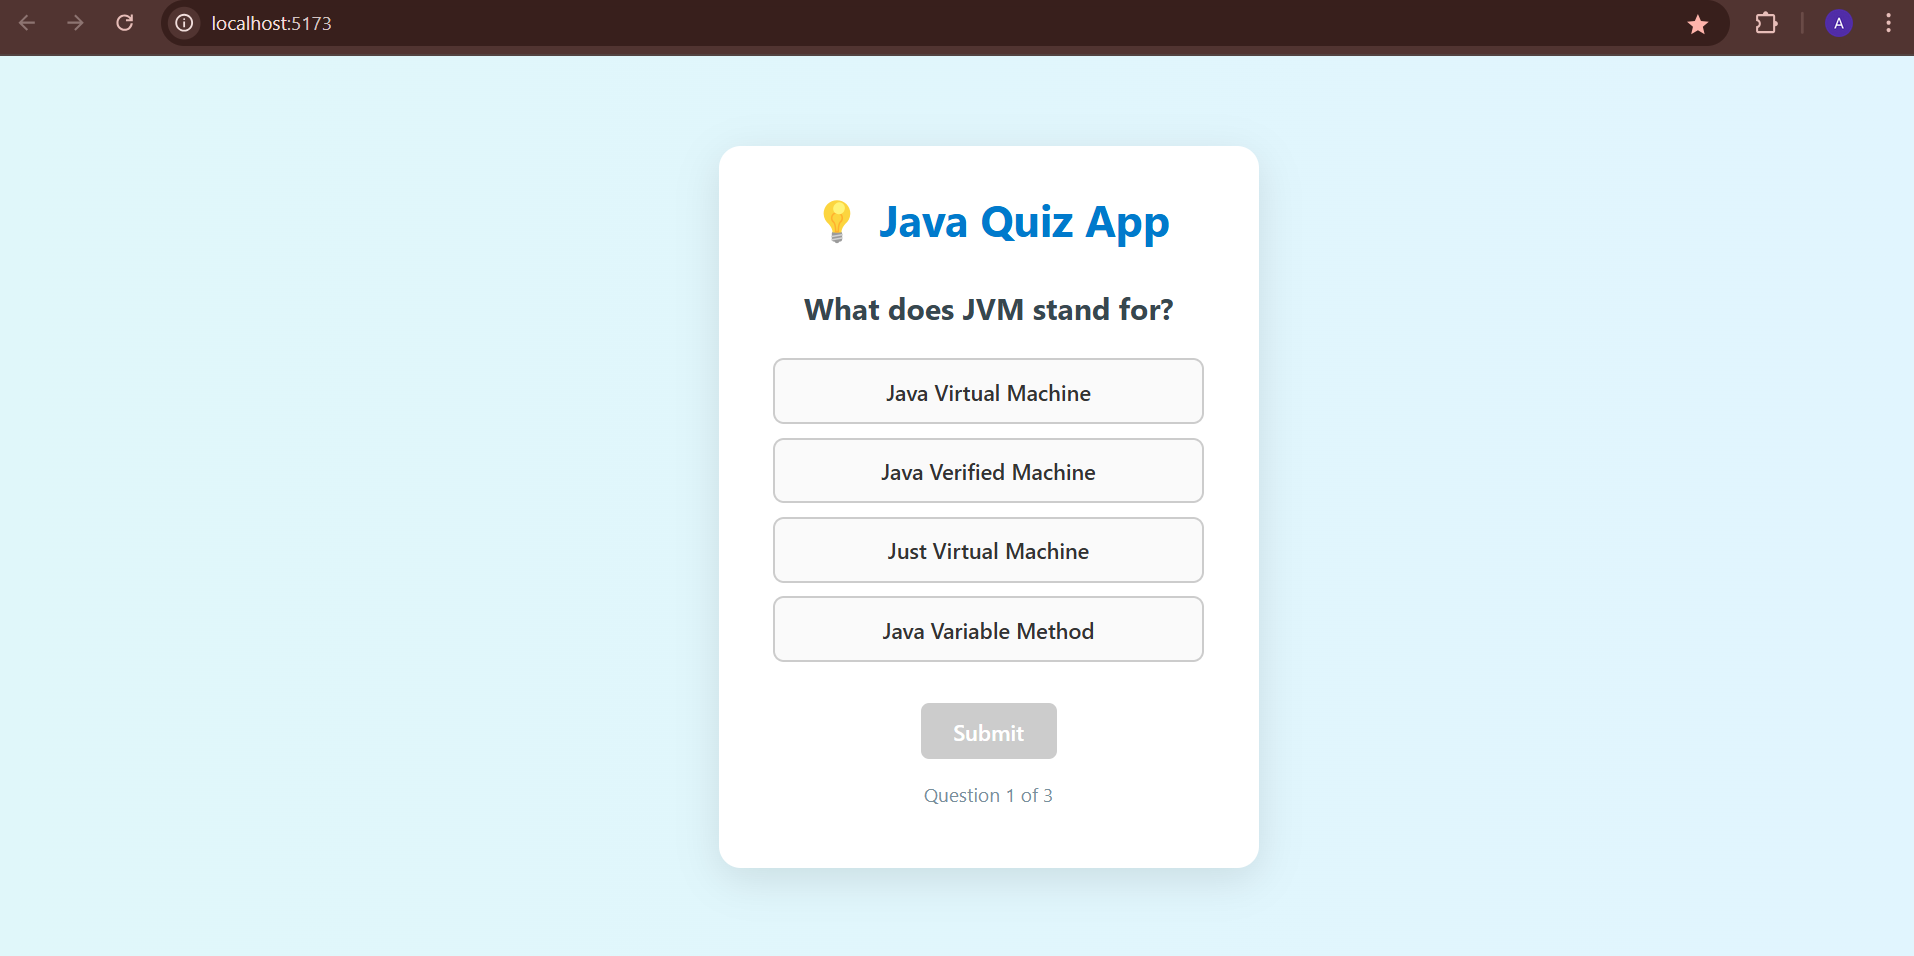 localhost:5173
A
Java Quiz App
What does JVM stand for?
Java Virtual Machine
Java Verified Machine
Just Virtual Machine
Java Variable Method
Submit
Question 1 of 3